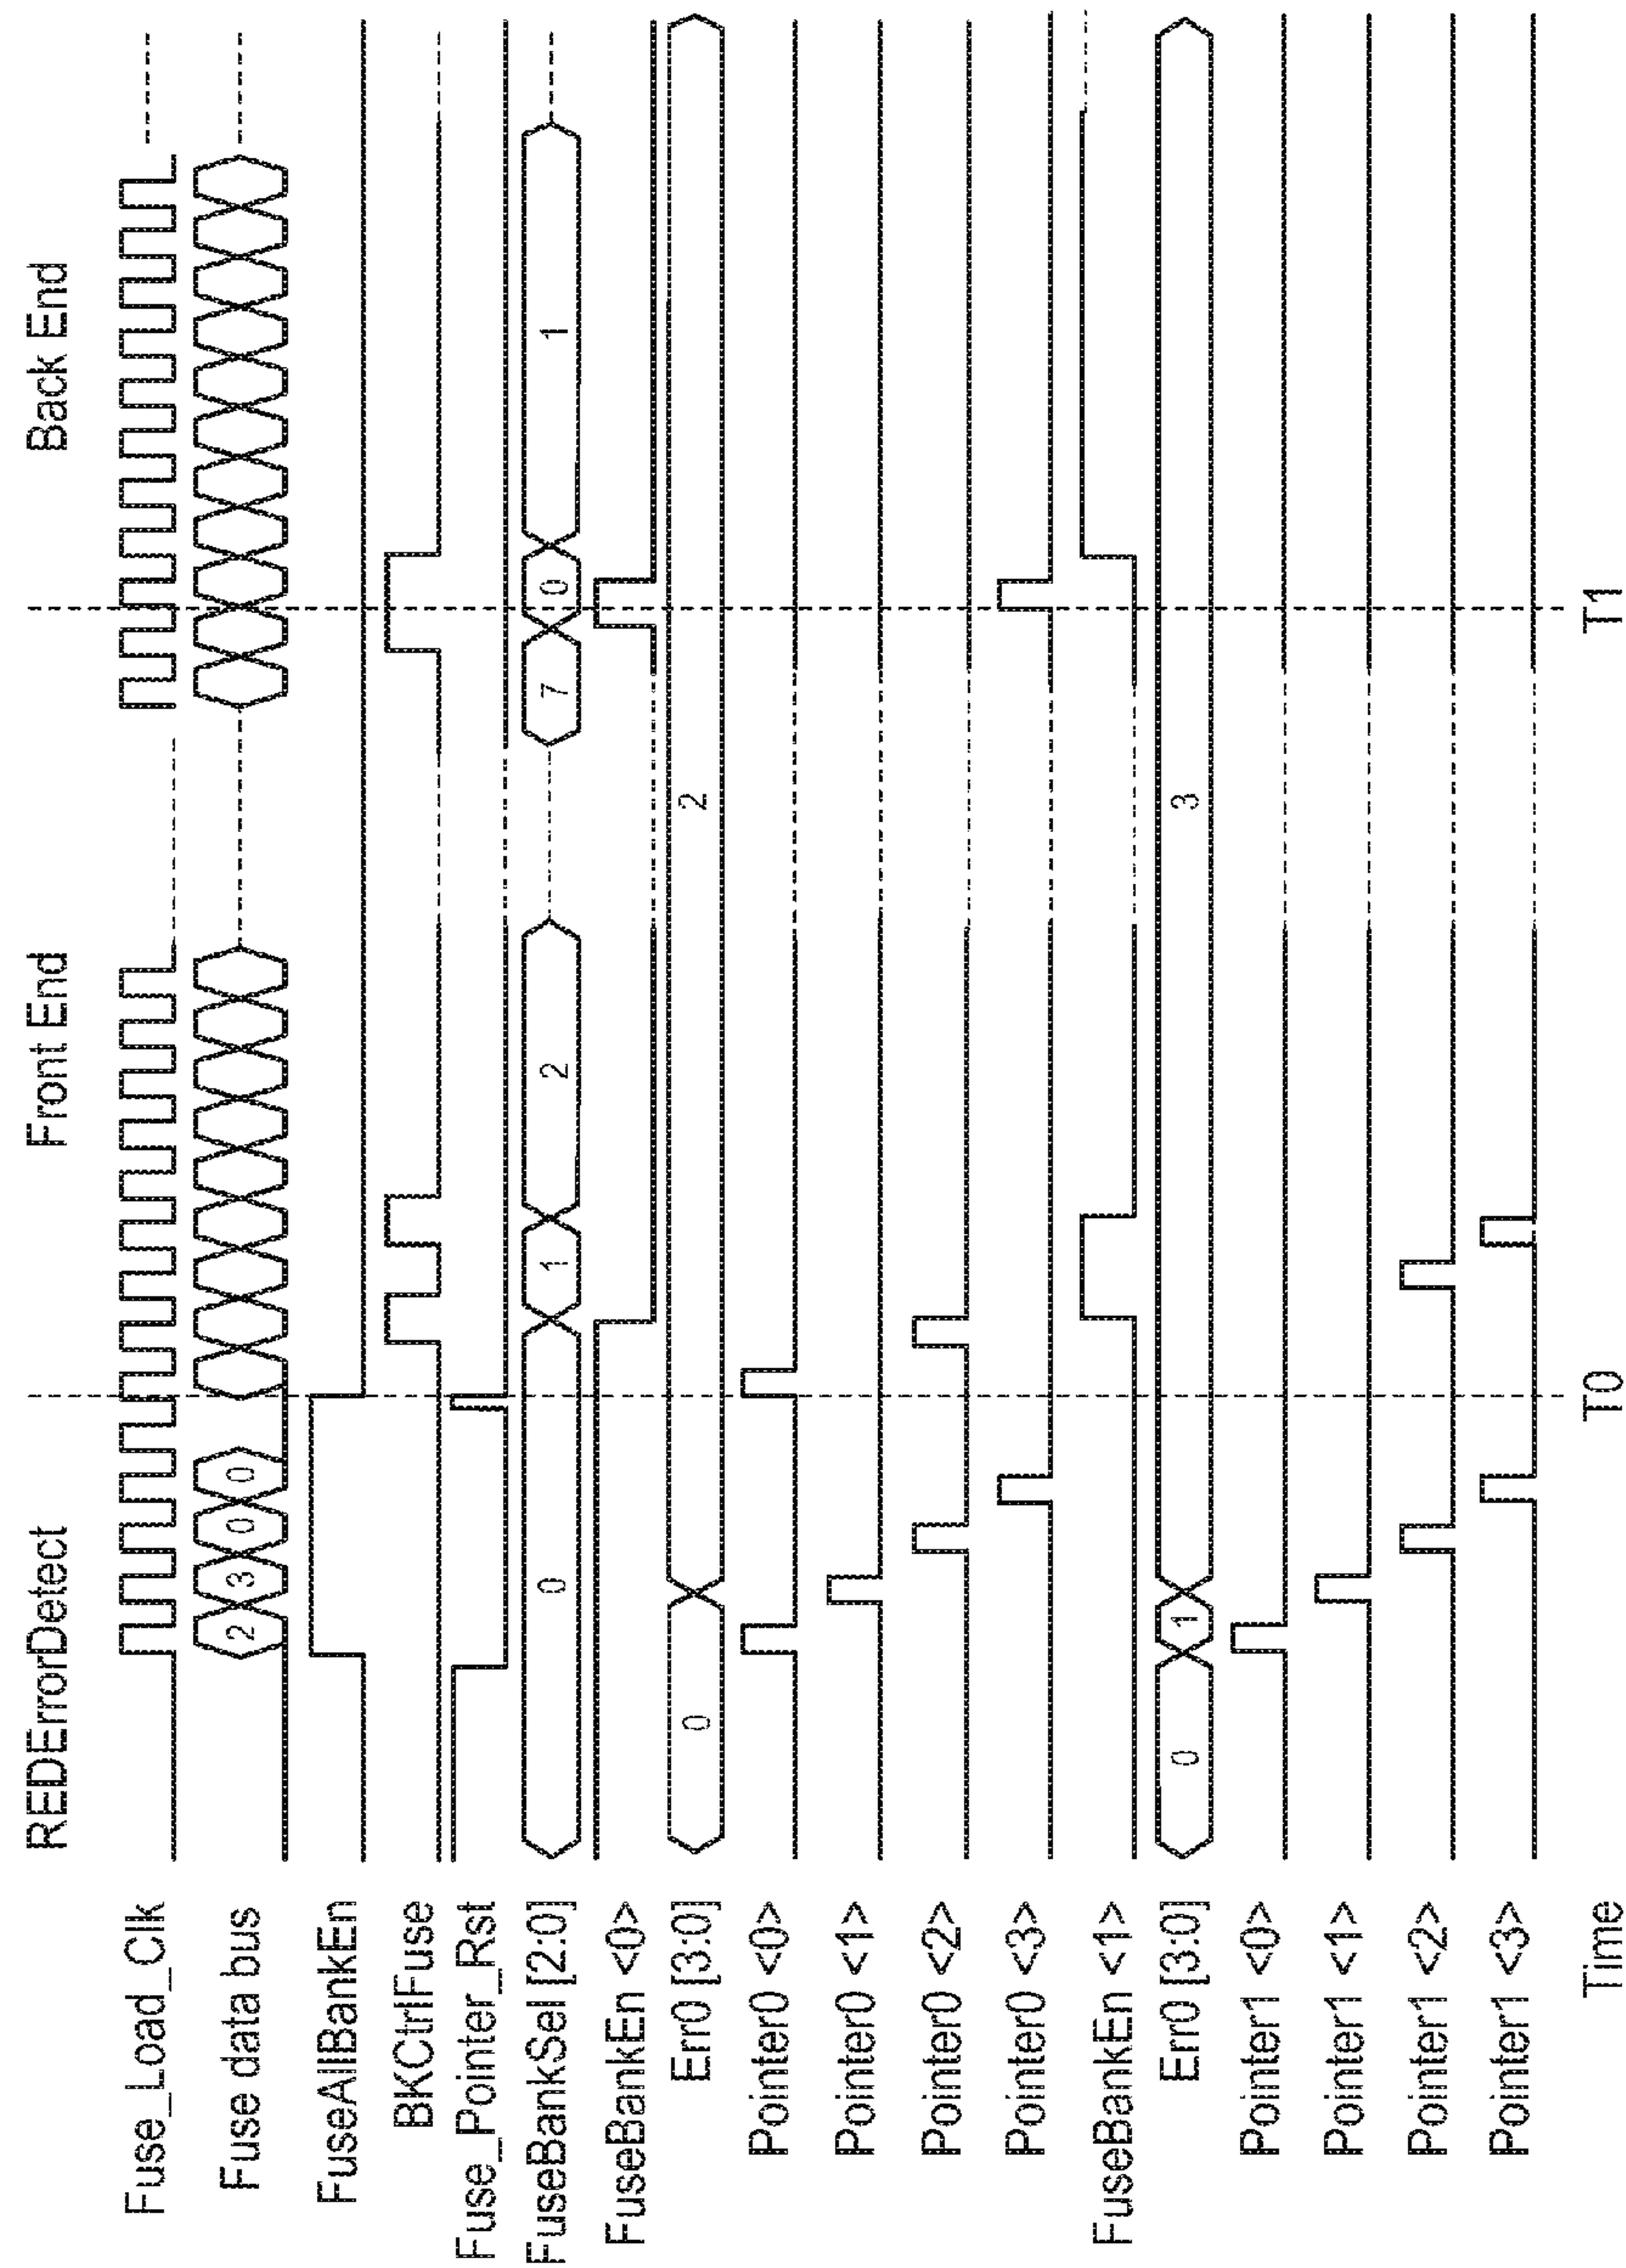 REDErrorDetect Front End Back End
Fuse_Load_Clk
Fuse data bus 2 3 0 0
FuseAllBankEn
BKCtrlFuse
Fuse_Pointer_Rst
FuseBankSel [2:0] 0 1 2 7 0 1
FuseBankEn <0>
Err0 [3:0] 0 2
Pointer0 <0>
Pointer0 <1>
Pointer0 <2>
Pointer0 <3>
FuseBankEn <1>
Err0 [3:0] 0 1 3
Pointer1 <0>
Pointer1 <1>
Pointer1 <2>
Pointer1 <3>
Time T0 T1